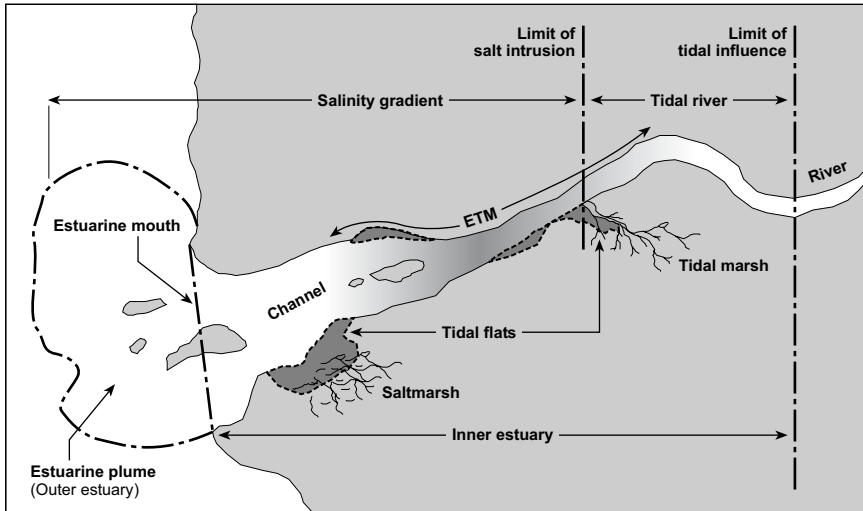 Limit of
salt intrusion
Limit of
tidal influence
Salinity gradient
Tidal river
River
ETM
Estuarine mouth
Tidal marsh
Channel
Tidal flats
Saltmarsh
Inner estuary
Estuarine plume
(Outer estuary)